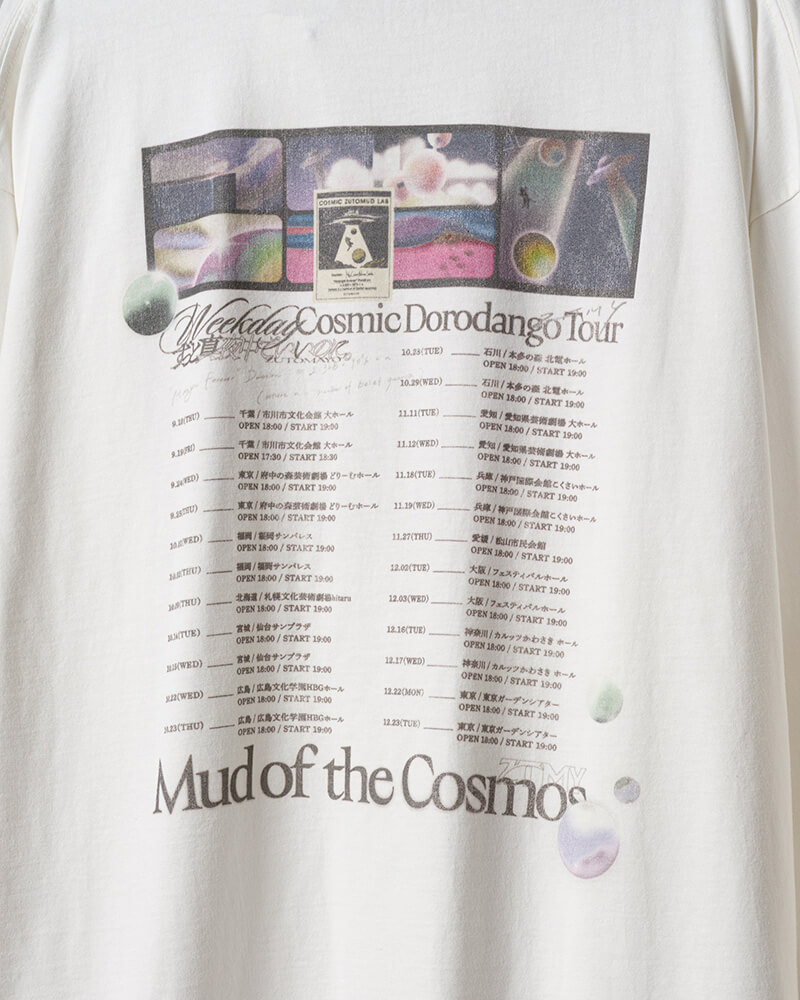 COSMIC ZUTOMUD LAB
Weekday Cosmic Dorodango Tour
ZUTOMAYO
9.18(THU) 千葉 / 市川市文化会館 大ホール
OPEN 18:00 / START 19:00
9.19(FRI) 千葉 / 市川市文化会館 大ホール
OPEN 17:30 / START 18:30
9.24(WED) 東京 / 府中の森芸術劇場 どりーむホール
OPEN 18:00 / START 19:00
9.25(THU) 東京 / 府中の森芸術劇場 どりーむホール
OPEN 18:00 / START 19:00
(WED) 福岡 / 福岡サンパレス
OPEN 18:00 / START 19:00
(THU) 福岡 / 福岡サンパレス
OPEN 18:00 / START 19:00
(THU) 北海道 / 札幌文化芸術劇場hitaru
OPEN 18:00 / START 19:00
10.14(TUE) 宮城 / 仙台サンプラザ
OPEN 18:00 / START 19:00
10.15(WED) 宮城 / 仙台サンプラザ
OPEN 18:00 / START 19:00
10.22(WED) 広島 / 広島文化学園HBGホール
OPEN 18:00 / START 19:00
10.23(THU) 広島 / 広島文化学園HBGホール
OPEN 18:00 / START 19:00
(TUE) 石川 / 本多の森 北電ホール
OPEN 18:00 / START 19:00
10.29(WED) 石川 / 本多の森 北電ホール
OPEN 18:00 / START 19:00
11.11(TUE) 愛知 / 愛知県芸術劇場 大ホール
OPEN 18:00 / START 19:00
11.12(WED) 愛知 / 愛知県芸術劇場 大ホール
OPEN 18:00 / START 19:00
11.18(TUE) 兵庫 / 神戸国際会館こくさいホール
OPEN 18:00 / START 19:00
11.19(WED) 兵庫 / 神戸国際会館こくさいホール
OPEN 18:00 / START 19:00
11.27(THU) 愛媛 / 松山市民会館
OPEN 18:00 / START 19:00
12.02(TUE) 大阪 / フェスティバルホール
OPEN 18:00 / START 19:00
12.03(WED) 大阪 / フェスティバルホール
OPEN 18:00 / START 19:00
12.16(TUE) 神奈川 / カルッツかわさき ホール
OPEN 18:00 / START 19:00
12.17(WED) 神奈川 / カルッツかわさき ホール
OPEN 18:00 / START 19:00
12.22(MON) 東京 / 東京ガーデンシアター
OPEN 18:00 / START 19:00
12.23(TUE) 東京 / 東京ガーデンシアター
OPEN 18:00 / START 19:00
Mud of the Cosmos